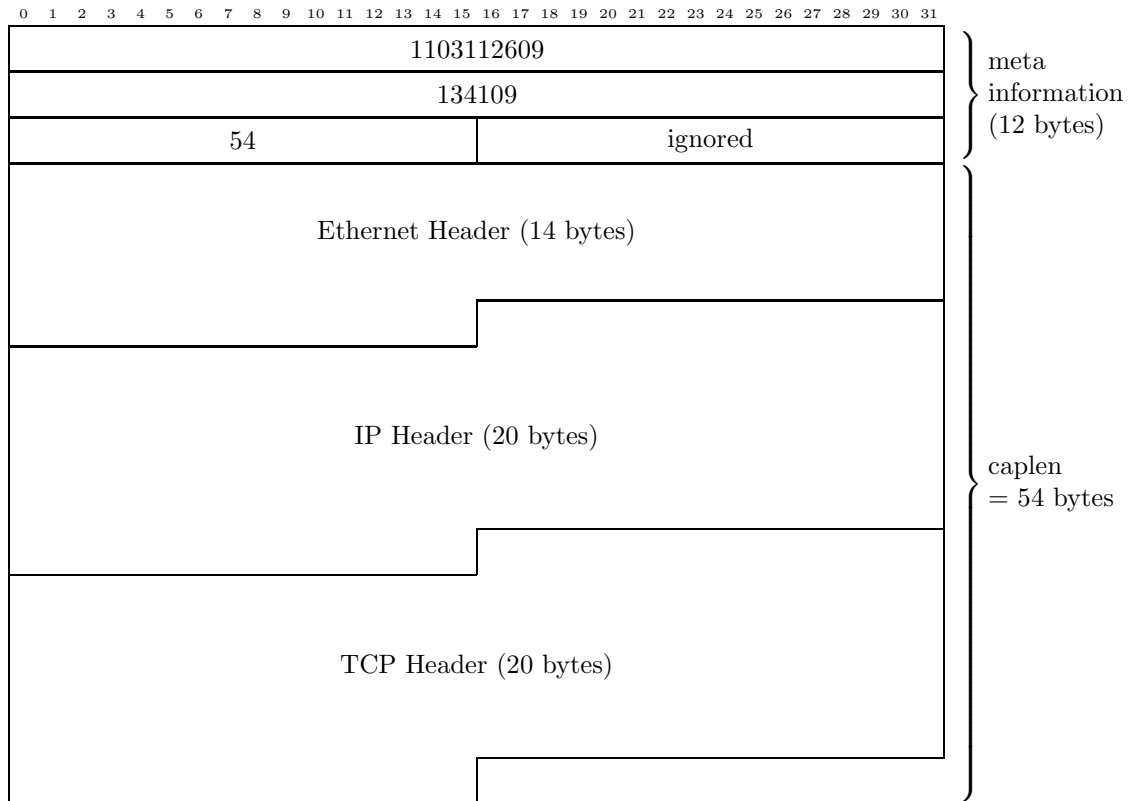 0 1 2 3 4 5 6 7 8 9 10 11 12 13 14 15 16 17 18 19 20 21 22 23 24 25 26 27 28 29 30 31
1103112609
134109
54 ignored
meta
information
(12 bytes)
Ethernet Header (14 bytes)
IP Header (20 bytes)
caplen
= 54 bytes
TCP Header (20 bytes)